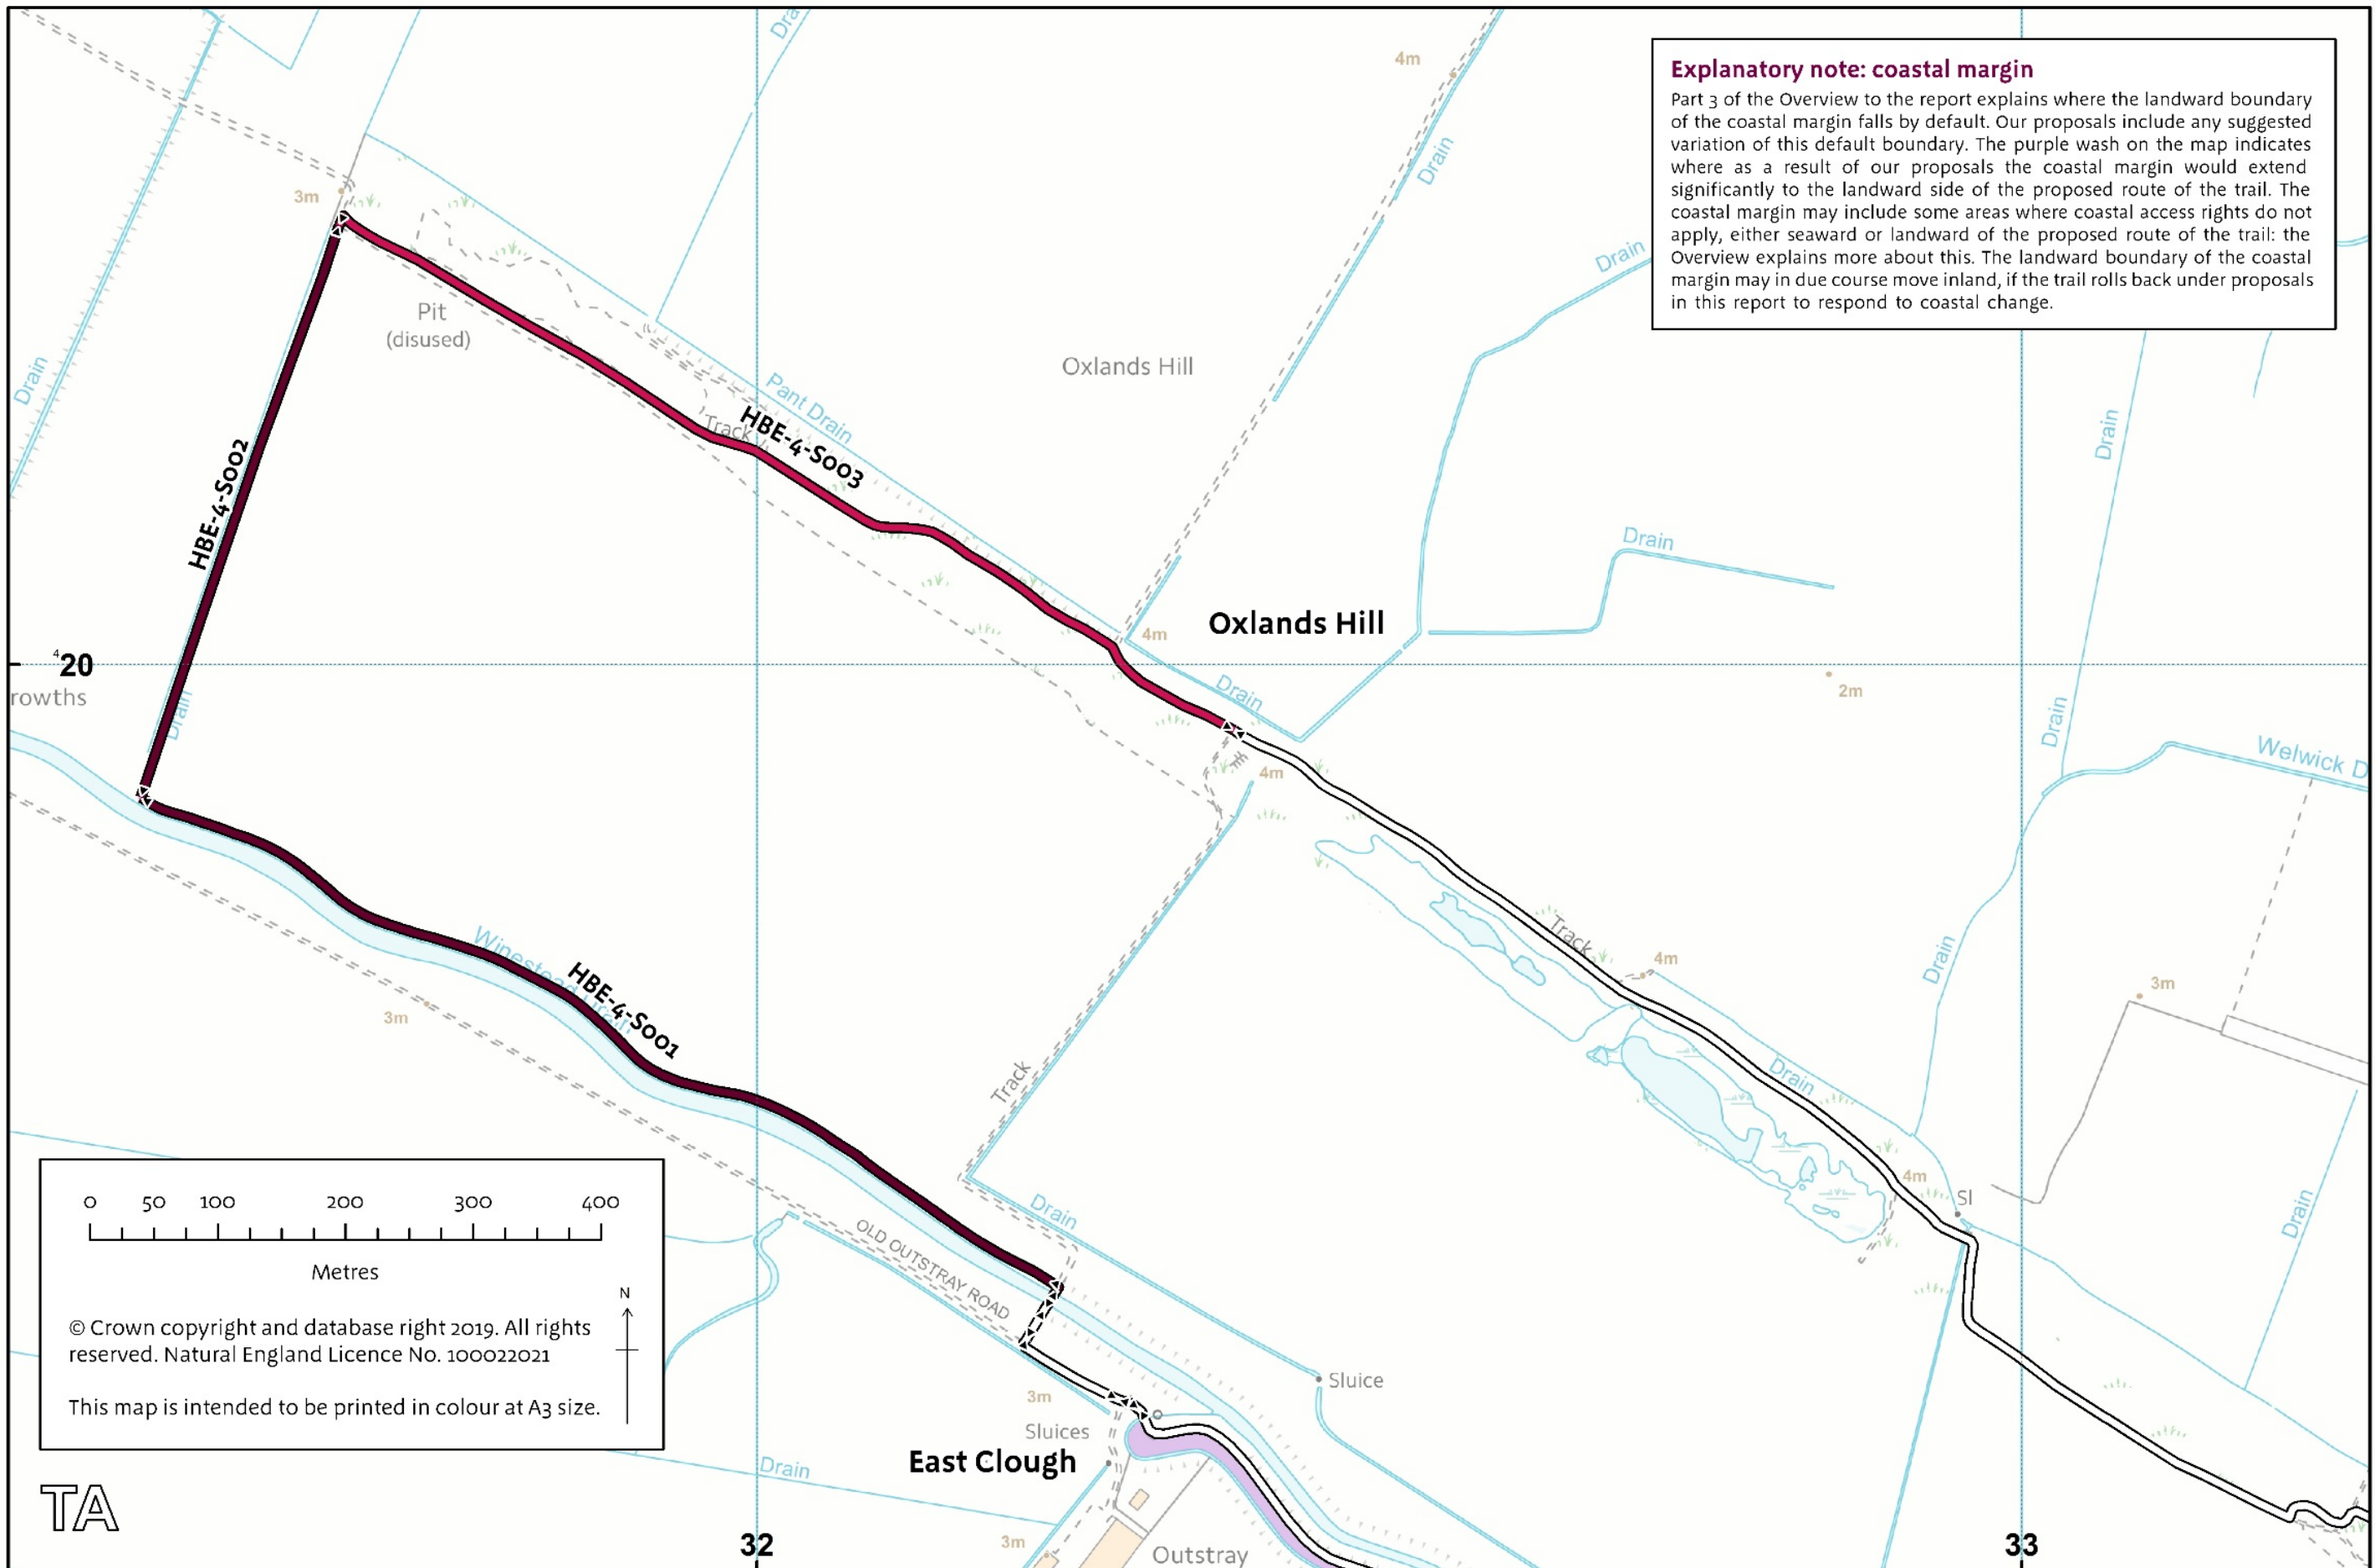 Dra
4m
Drain
Explanatory note: coastal margin
Part 3 of the Overview to the report explains where the landward boundary
of the coastal margin falls by default. Our proposals include any suggested
variation of this default boundary. The purple wash on the map indicates
where as a result of our proposals the coastal margin would extend
significantly to the landward side of the proposed route of the trail. The
coastal margin may include some areas where coastal access rights do not
apply, either seaward or landward of the proposed route of the trail: the
Overview explains more about this. The landward boundary of the coastal
margin may in due course move inland, if the trail rolls back under proposals
in this report to respond to coastal change.
3m
Drain
Pit
(disused)
Drain
Oxlands Hill
Pant Drain
Track
HBE-4-S003
HBE-4-S002
Drain
Drain
Oxlands Hill
4m
420
rowths
Drain
Drain
2m
Drain
Welwick D
4m
Track
4m
Drain
3m
Winestead Drain
HBE-4-S001
3m
Track
Drain
4m
Sl
Drain
Drain
OLD OUTSTRAY ROAD
0 50 100 200 300 400
Metres
N
© Crown copyright and database right 2019. All rights
reserved. Natural England Licence No. 100022021
This map is intended to be printed in colour at A3 size.
3m
Sluice
Sluices
East Clough
Drain
TA
3m
Outstray
32
33